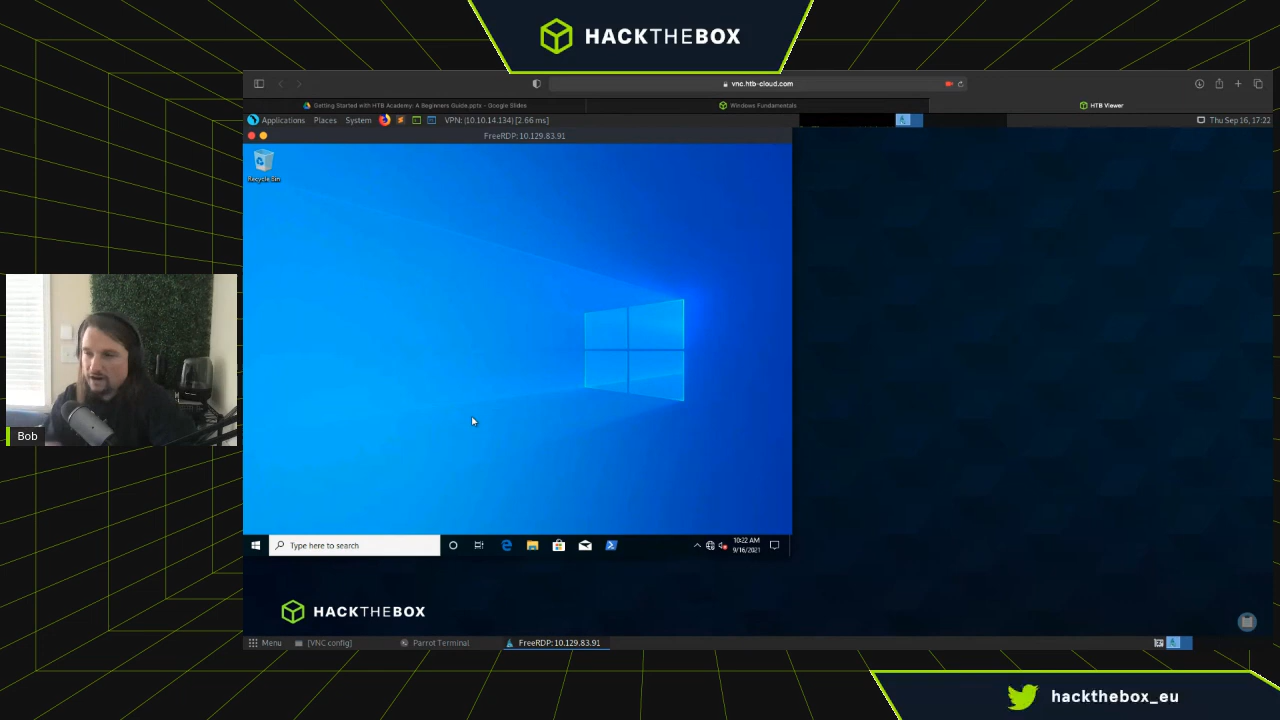 HACKTHEBOX
vnc.htb-cloud.com
Getting Started with HTB Academy: A Beginners Guide.pptx - Google Slides
Windows Fundamentals
HTB Viewer
Applications Places System VPN: (10.10.14.134) [2.66 ms]
Thu Sep 16, 17:22
FreeRDP: 10.129.83.91
Recycle Bin
Bob
Type here to search
10:22 AM
9/16/2021
HACKTHEBOX
Menu [VNC config] Parrot Terminal FreeRDP: 10.129.83.91
hackthebox_eu